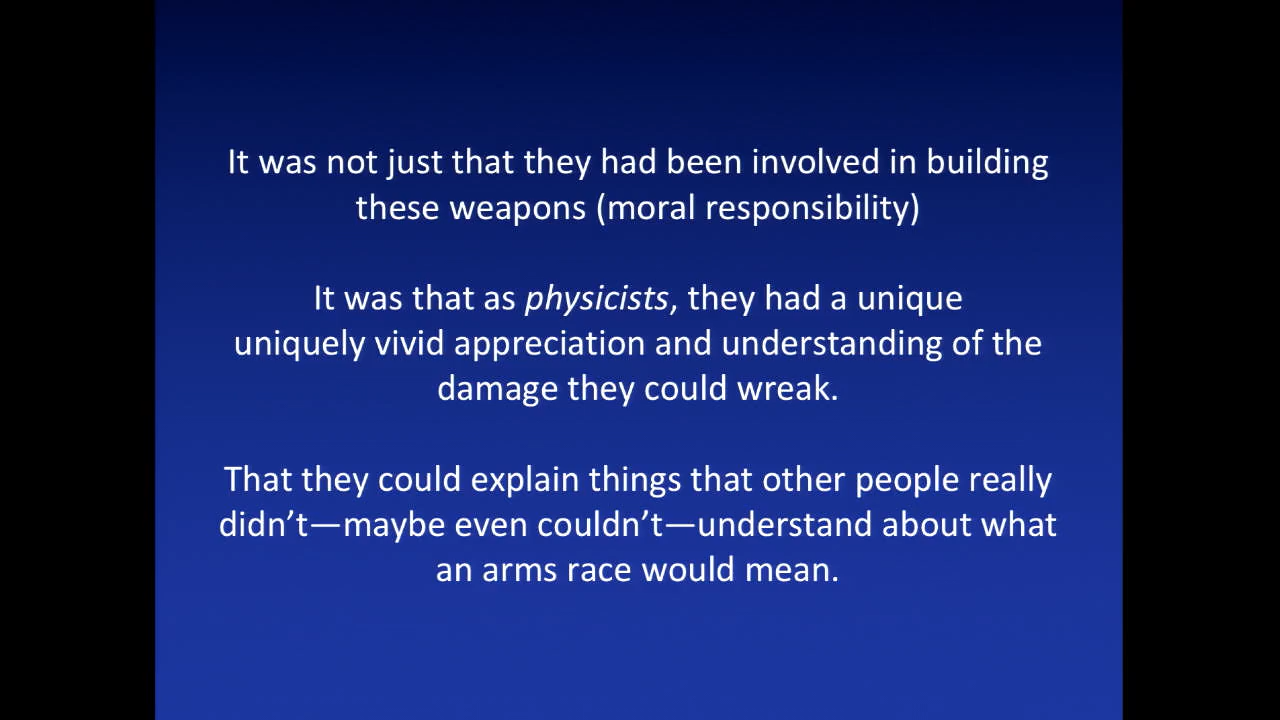 It was not just that they had been involved in building
these weapons (moral responsibility)
It was that as physicists, they had a unique
uniquely vivid appreciation and understanding of the
damage they could wreak.
That they could explain things that other people really
didn’t—maybe even couldn’t—understand about what
an arms race would mean.